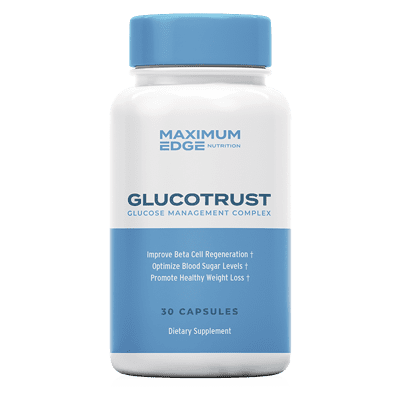 MAXIMUM
EDGE NUTRITION
GLUCOTRUST
GLUCOSE MANAGEMENT COMPLEX
Improve Beta Cell Regeneration †
Optimize Blood Sugar Levels †
Promote Healthy Weight Loss †
30 CAPSULES
Dietary Supplement